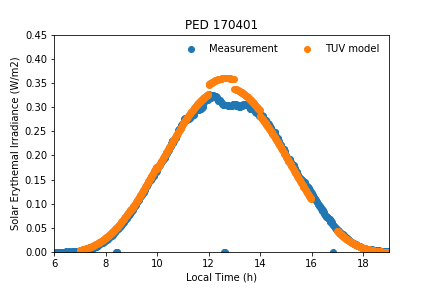 PED 170401
Measurement
TUV model
Solar Erythemal Irradiance (W/m2)
0.45
0.40
0.35
0.30
0.25
0.20
0.15
0.10
0.05
0.00
6 8 10 12 14 16 18
Local Time (h)